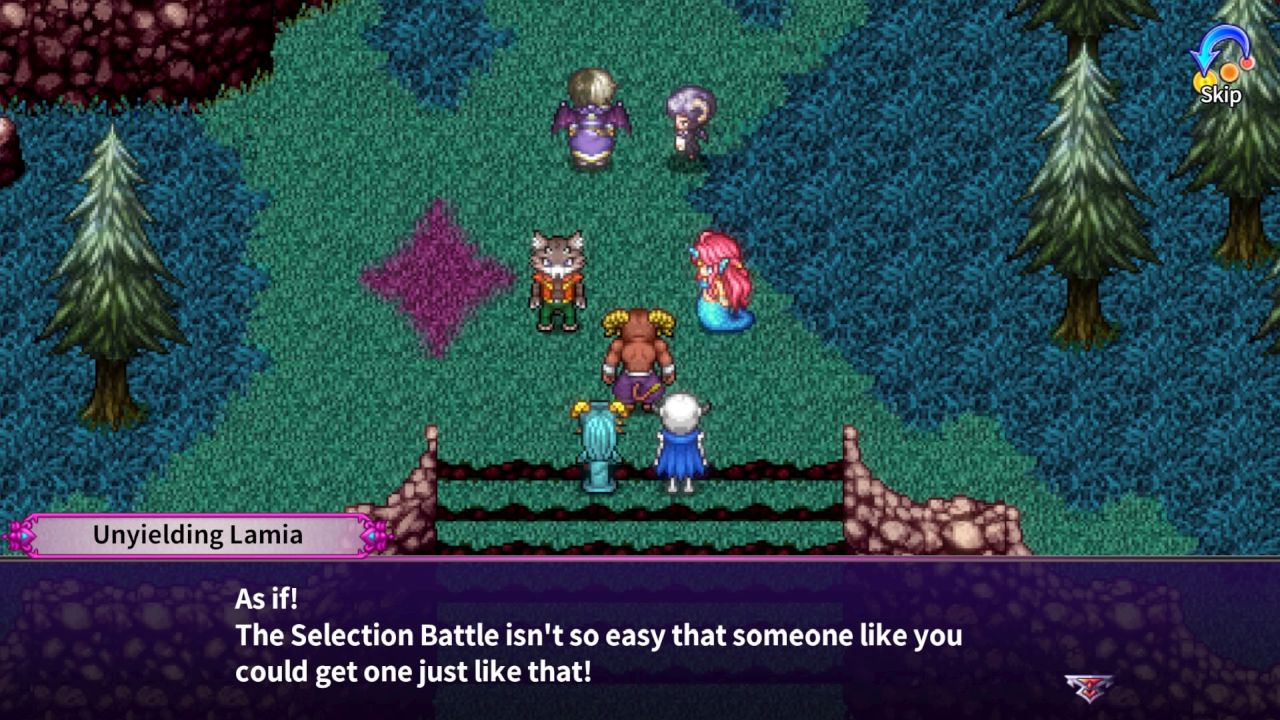 Skip
Unyielding Lamia
As if!
The Selection Battle isn't so easy that someone like you
could get one just like that!